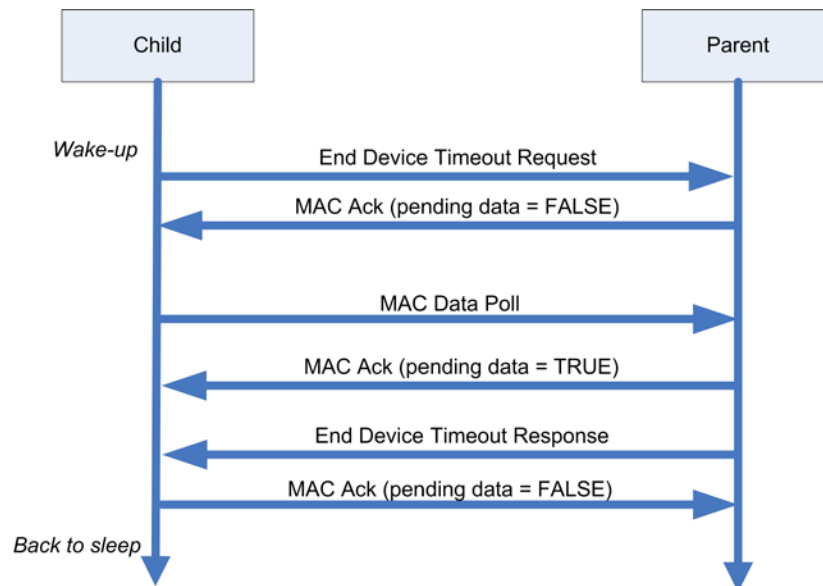 Child
Parent
Wake-up
End Device Timeout Request
MAC Ack (pending data = FALSE)
MAC Data Poll
MAC Ack (pending data = TRUE)
End Device Timeout Response
MAC Ack (pending data = FALSE)
Back to sleep